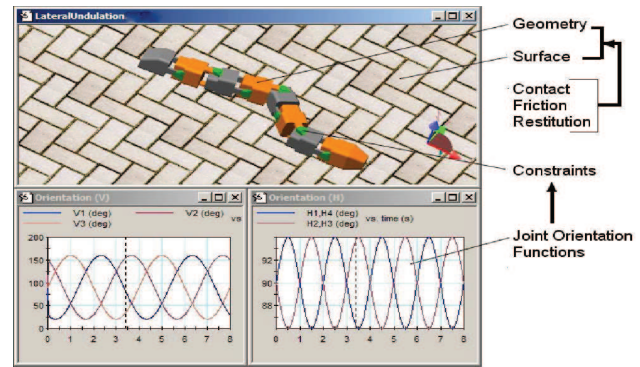 LateralUndulation
Geometry
Surface
Contact
Friction
Restitution
Constraints
Joint Orientation
Functions
Orientation (V)
V1 (deg) V2 (deg) vs
V3 (deg)
200
150
100
50
0
0 1 2 3 4 5 6 7 8
Orientation (H)
H1,H4 (deg) vs. time (s)
H2,H3 (deg)
92
90
88
0 1 2 3 4 5 6 7 8